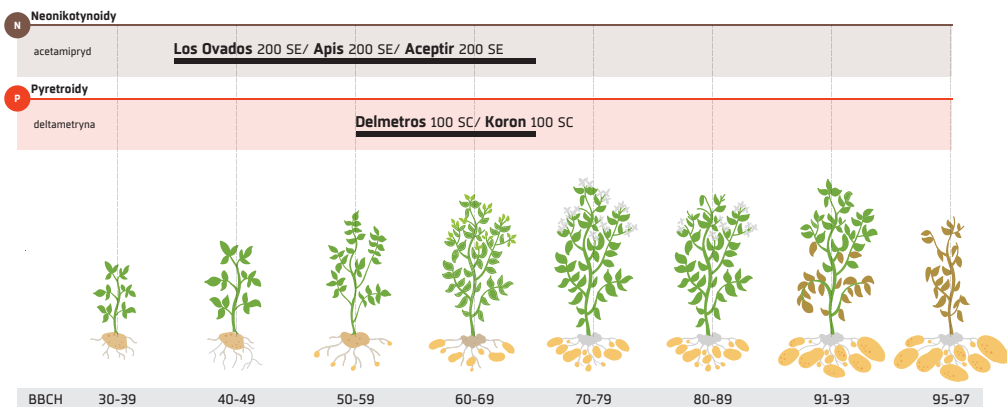 N Neonikotynoidy
acetamipryd Los Ovados 200 SE/ Apis 200 SE/ Aceptir 200 SE
P Pyretroidy
deltametryna Delmetros 100 SC/ Koron 100 SC
BBCH 30-39 40-49 50-59 60-69 70-79 80-89 91-93 95-97